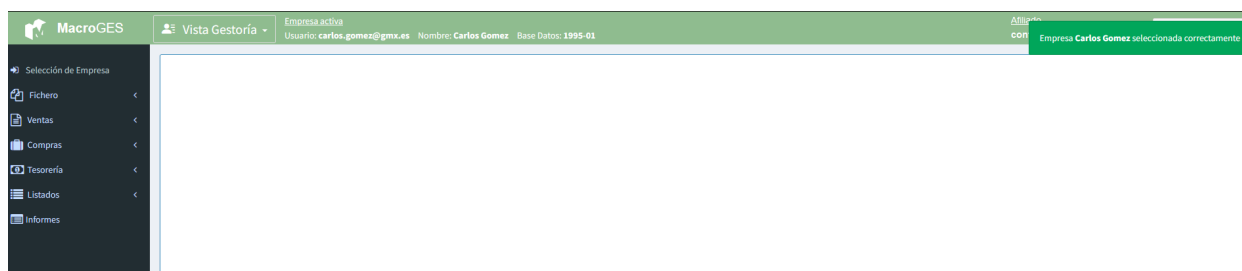 MacroGES
Vista Gestoría
Empresa activa
Usuario: carlos.gomez@gmx.es Nombre: Carlos Gomez Base Datos: 1995-01
Afiliado
con
Empresa Carlos Gomez seleccionada correctamente
Selección de Empresa
Fichero
Ventas
Compras
Tesorería
Listados
Informes